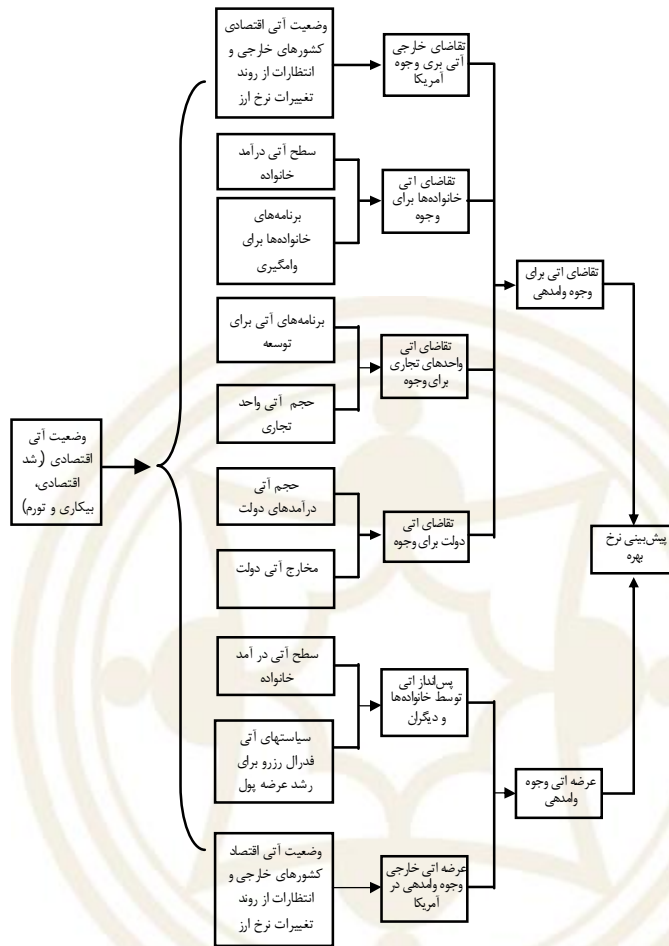 وضعیت آتی اقتصادی
کشورهای خارجی و
انتظارات از روند
تغییرات نرخ ارز
تقاضای خارجی
آتی بری وجوه
آمریکا
سطح آتی درآمد
خانواده
برنامه‌های
خانواده‌ها برای
وامگیری
تقاضای اتی
خانواده‌ها برای
وجوه
تقاضای اتی برای
وجوه وامدهی
برنامه‌های آتی برای
توسعه
حجم آتی واحد
تجاری
تقاضای اتی
واحدهای تجاری
برای وجوه
وضعیت آتی
اقتصادی (رشد
اقتصادی،
بیکاری و تورم)
حجم آتی
درآمدهای دولت
مخارج آتی دولت
تقاضای اتی
دولت برای وجوه
پیش‌بینی نرخ
بهره
سطح آتی در آمد
خانواده
سیاستهای آتی
فدرال رزرو برای
رشد عرضه پول
پس‌انداز اتی
توسط خانواده‌ها
و دیگران
عرضه اتی وجوه
وامدهی
وضعیت آتی اقتصاد
کشورهای خارجی و
انتظارات از روند
تغییرات نرخ ارز
عرضه اتی خارجی
وجوه وامدهی در
آمریکا